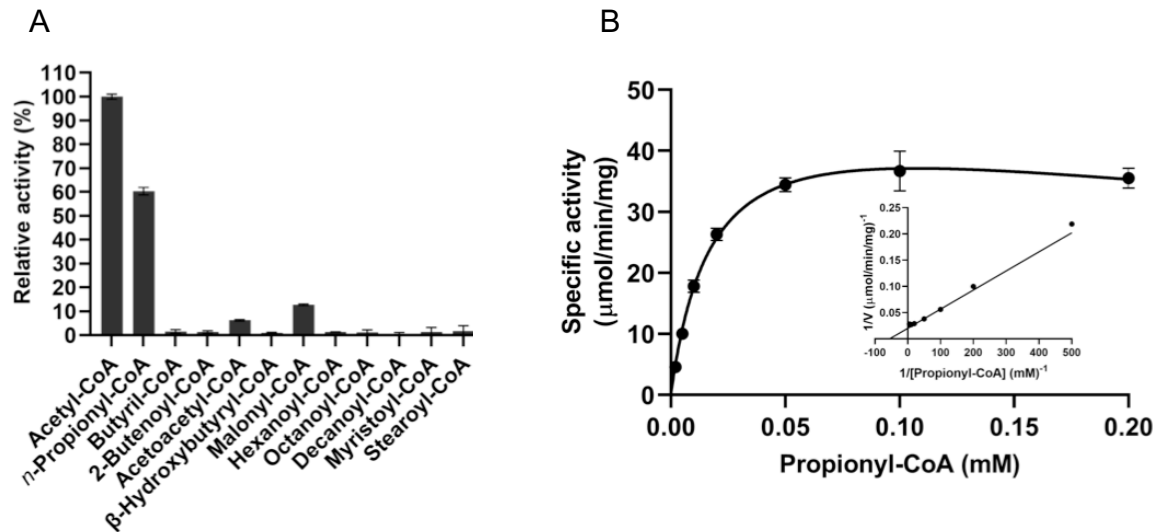 A
Relative activity (%)
110
100
90
80
70
60
50
40
30
20
10
0
Acetyl-CoA
n-Propionyl-CoA
Butyril-CoA
2-Butenoyl-CoA
Acetoacetyl-CoA
β-Hydroxybutyryl-CoA
Malonyl-CoA
Hexanoyl-CoA
Octanoyl-CoA
Decanoyl-CoA
Myristoyl-CoA
Stearoyl-CoA
B
Specific activity
(μmol/min/mg)
50
40
30
20
10
0
0.00 0.05 0.10 0.15 0.20
Propionyl-CoA (mM)
1/V (μmol/min/mg)-1
0.25
0.20
0.15
0.10
0.05
-100 0 100 200 300 400 500
1/[Propionyl-CoA] (mM)-1